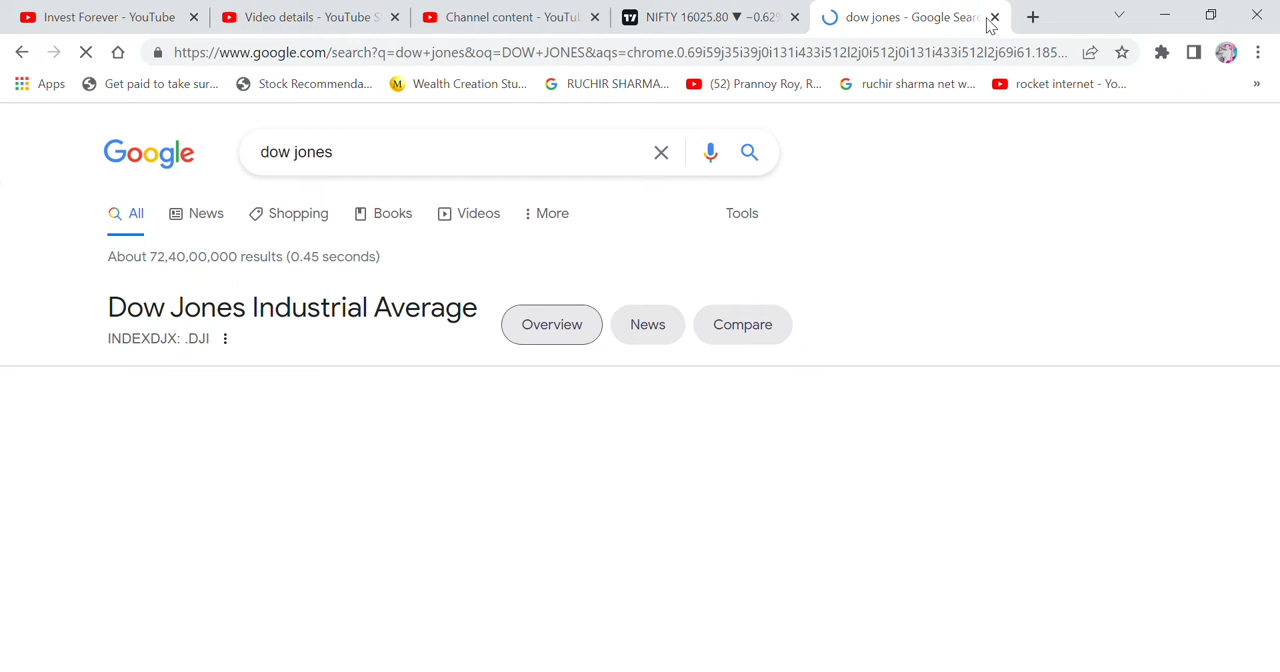 Invest Forever - YouTube
Video details - YouTube S
Channel content - YouTu
NIFTY 16025.80 ▼ −0.62%
dow jones - Google Sear
https://www.google.com/search?q=dow+jones&oq=DOW+JONES&aqs=chrome.0.69i59j35i39j0i131i433i512l2j0i512j0i131i433i512l2j69i61.185...
Apps
Get paid to take sur...
Stock Recommenda...
M Wealth Creation Stu...
RUCHIR SHARMA...
(52) Prannoy Roy, R...
ruchir sharma net w...
rocket internet - Yo...
»
Google
dow jones
All
News
Shopping
Books
Videos
More
Tools
About 72,40,00,000 results (0.45 seconds)
Dow Jones Industrial Average
INDEXDJX: .DJI
Overview
News
Compare